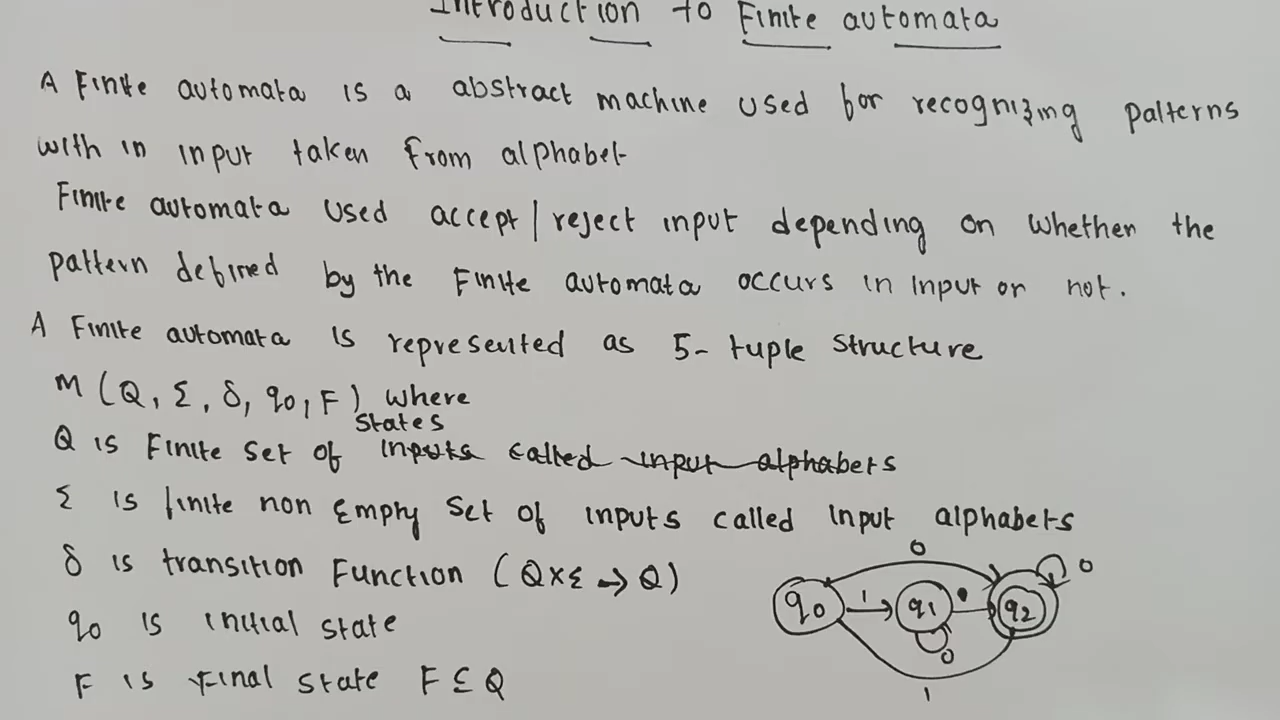 Introduction to Finite automata
A Finite automata is a abstract machine used for recognizing patterns
with in input taken from alphabet
Finite automata used accept/reject input depending on whether the
pattern defined by the Finite automata occurs in input or not.
A Finite automata is represented as 5-tuple structure
M (Q, Σ, δ, q0, F) where
states
Q is Finite set of inputs called input alphabets
Σ is finite non Empty set of inputs called input alphabets
δ is transition Function (Q×Σ → Q)
q0 is initial state
F is Final state F Σ Q
0
0
q0 1 q1 q2
0
1